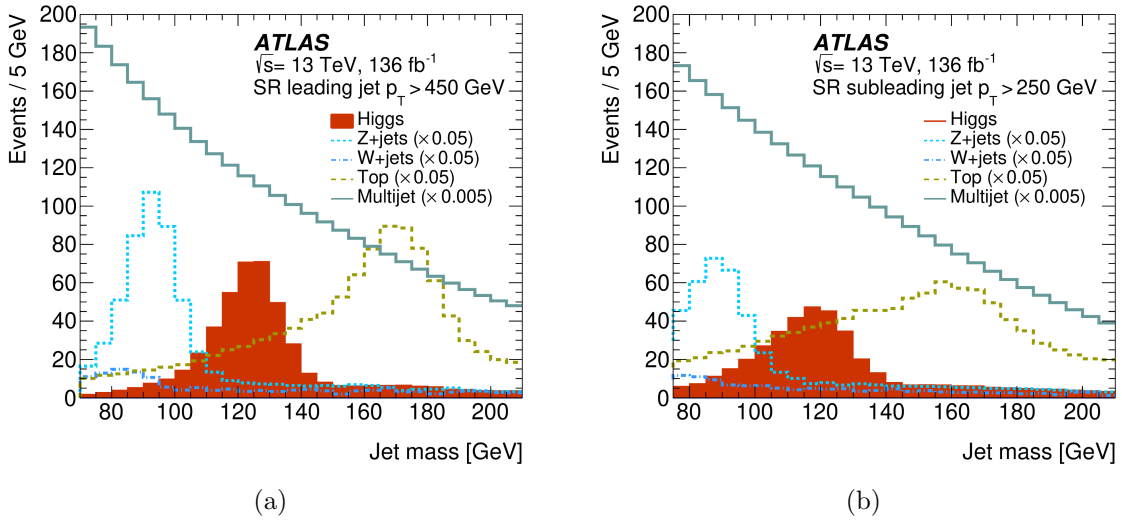 ATLAS
√s= 13 TeV, 136 fb⁻¹
SR leading jet p_T > 450 GeV
Higgs
Z+jets (×0.05)
W+jets (×0.05)
Top (×0.05)
Multijet (×0.005)
Events / 5 GeV
200
180
160
140
120
100
80
60
40
20
0
80 100 120 140 160 180 200
Jet mass [GeV]
(a)
ATLAS
√s= 13 TeV, 136 fb⁻¹
SR subleading jet p_T > 250 GeV
Higgs
Z+jets (×0.05)
W+jets (×0.05)
Top (×0.05)
Multijet (×0.005)
Events / 5 GeV
200
180
160
140
120
100
80
60
40
20
0
80 100 120 140 160 180 200
Jet mass [GeV]
(b)